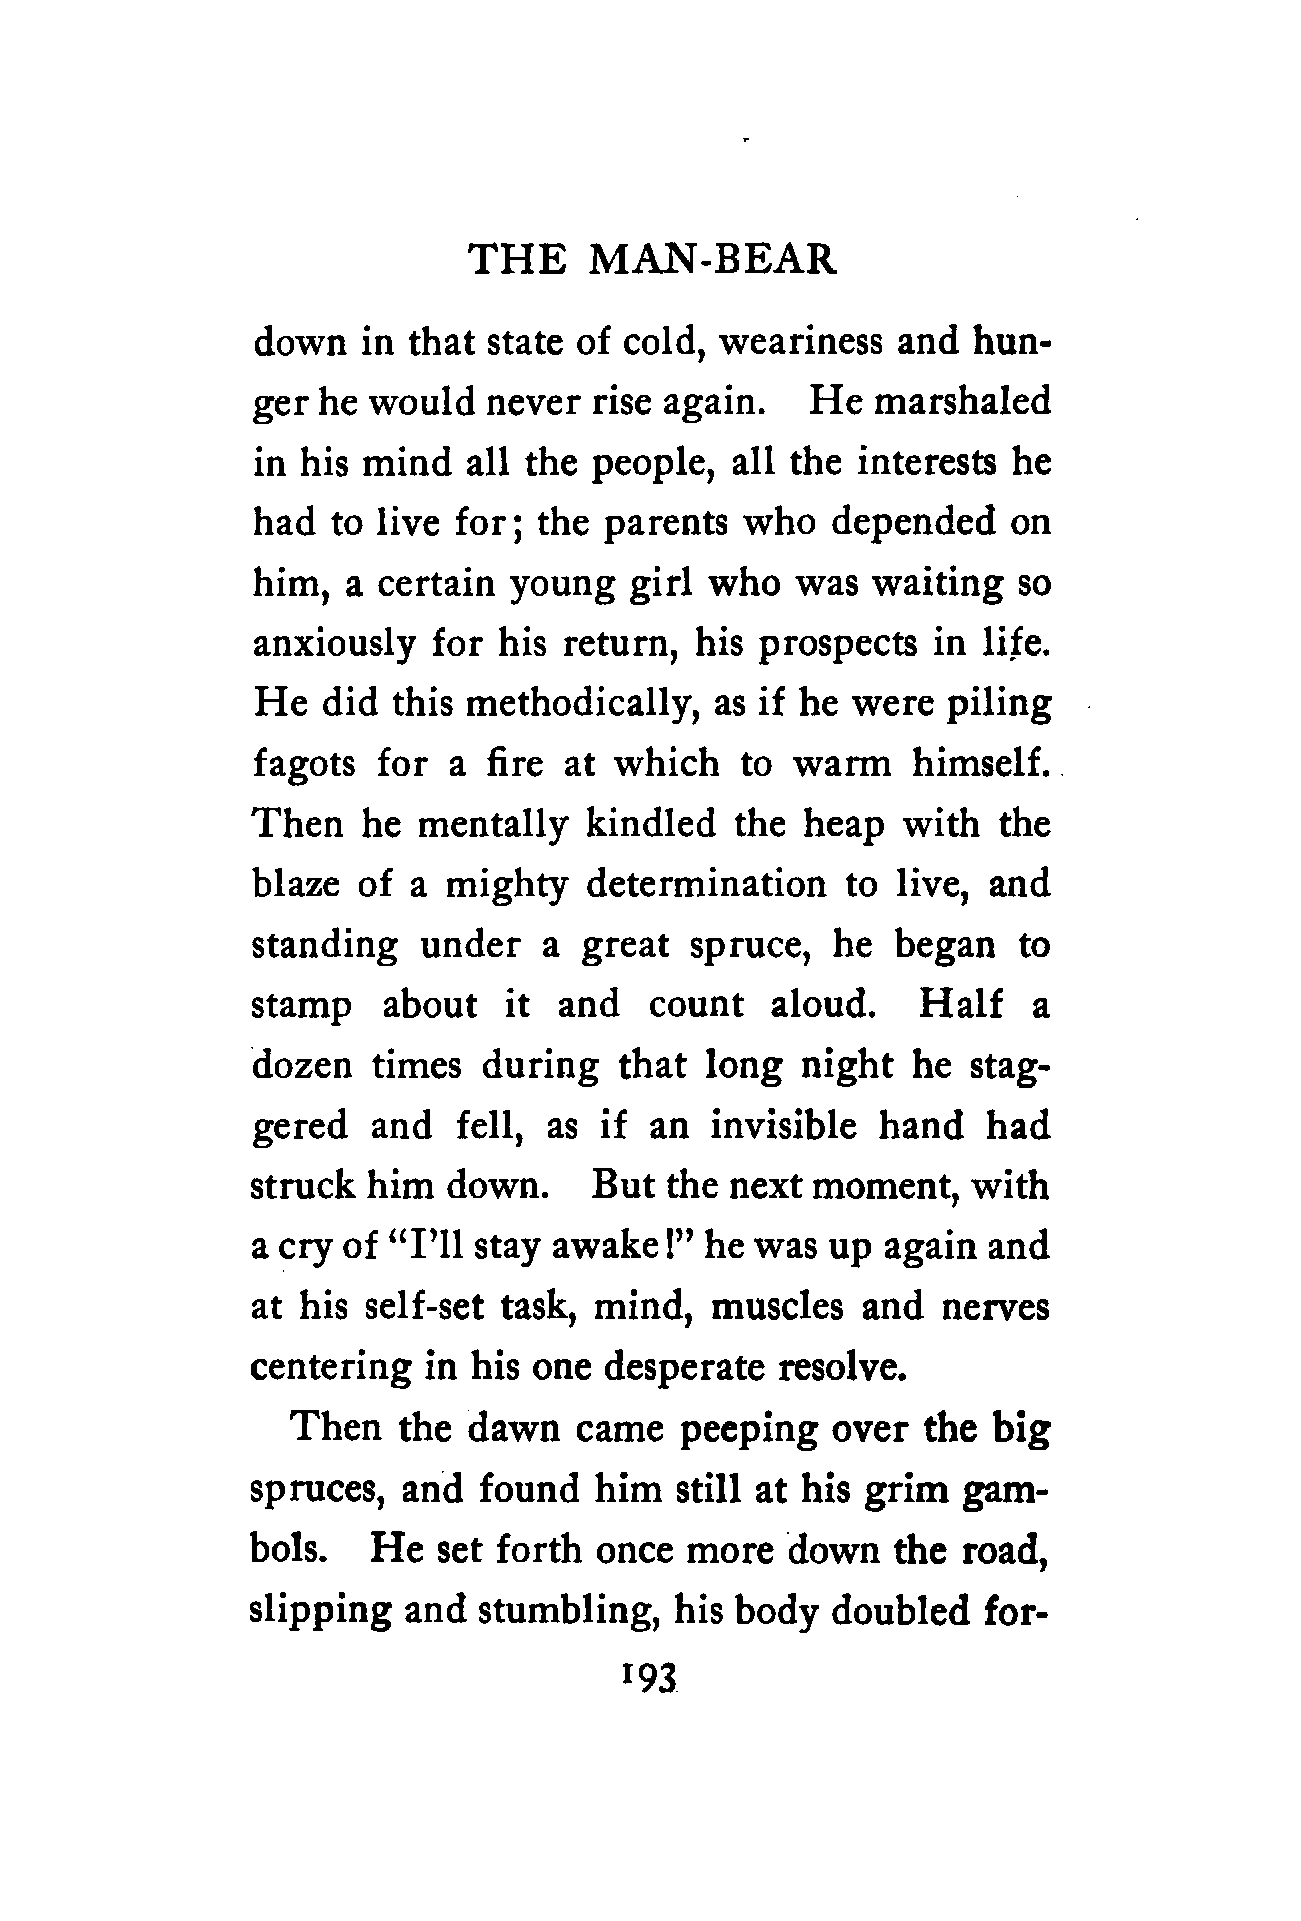 THE MAN-BEAR
down in that state of cold, weariness and hun-
ger he would never rise again. He marshaled
in his mind all the people, all the interests he
had to live for; the parents who depended on
him, a certain young girl who was waiting so
anxiously for his return, his prospects in life.
He did this methodically, as if he were piling
fagots for a fire at which to warm himself.
Then he mentally kindled the heap with the
blaze of a mighty determination to live, and
standing under a great spruce, he began to
stamp about it and count aloud. Half a
dozen times during that long night he stag-
gered and fell, as if an invisible hand had
struck him down. But the next moment, with
a cry of "I'll stay awake!" he was up again and
at his self-set task, mind, muscles and nerves
centering in his one desperate resolve.
Then the dawn came peeping over the big
spruces, and found him still at his grim gam-
bols. He set forth once more down the road,
slipping and stumbling, his body doubled for-
193